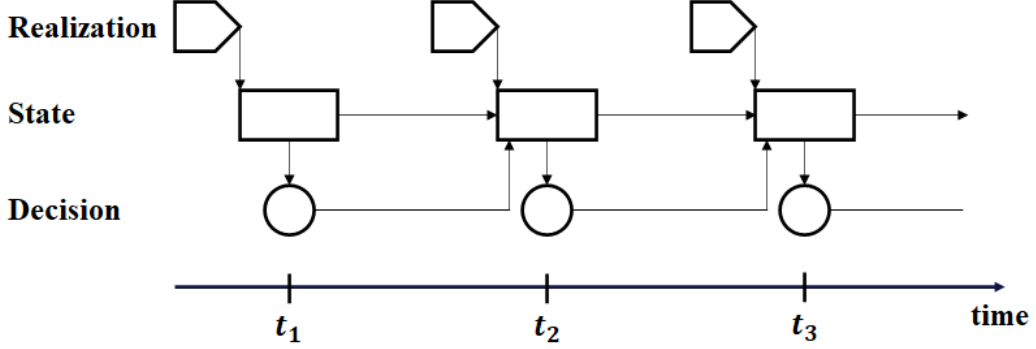 Realization
State
Decision
t₁ t₂ t₃
time